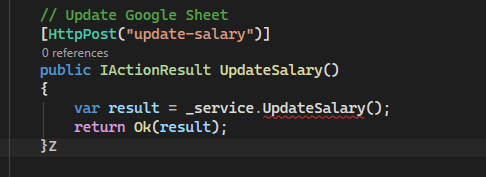 // Update Google Sheet
[HttpPost("update-salary")]
0 references
public IActionResult UpdateSalary()
{
var result = _service.UpdateSalary();
return Ok(result);
}Z